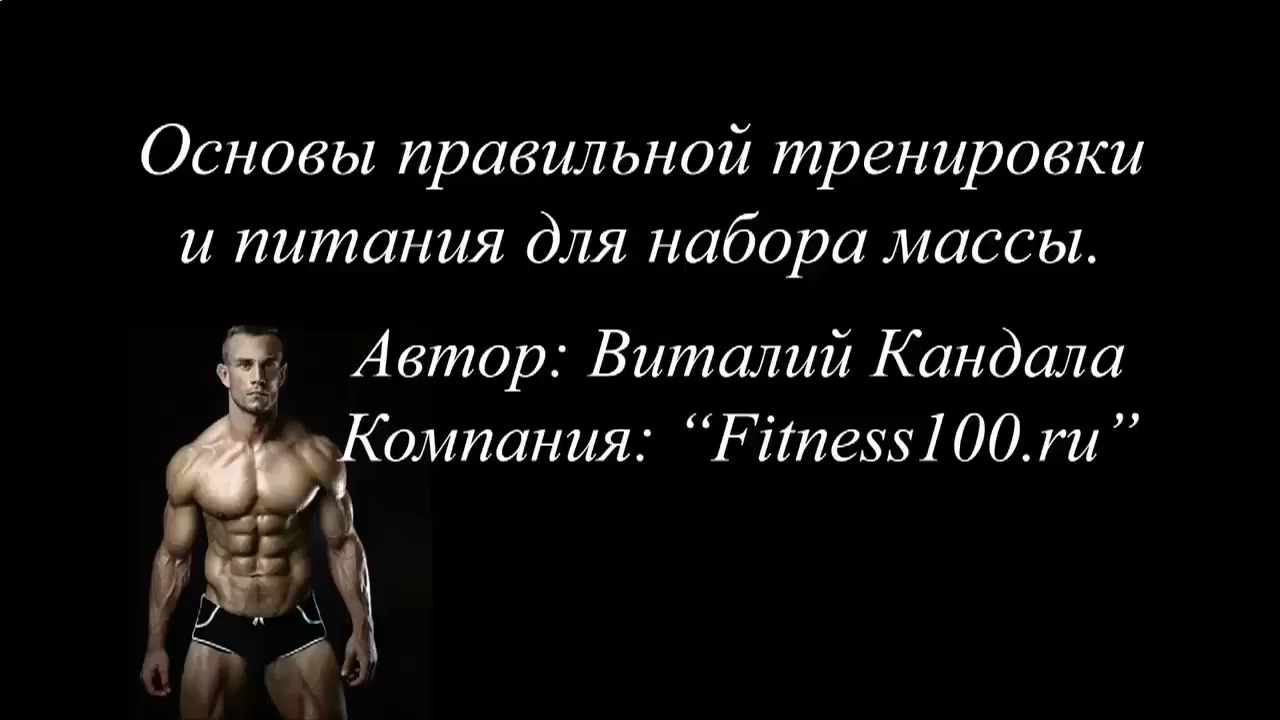 Основы правильной тренировки
и питания для набора массы.
Автор: Виталий Кандала
Компания: “Fitness100.ru”